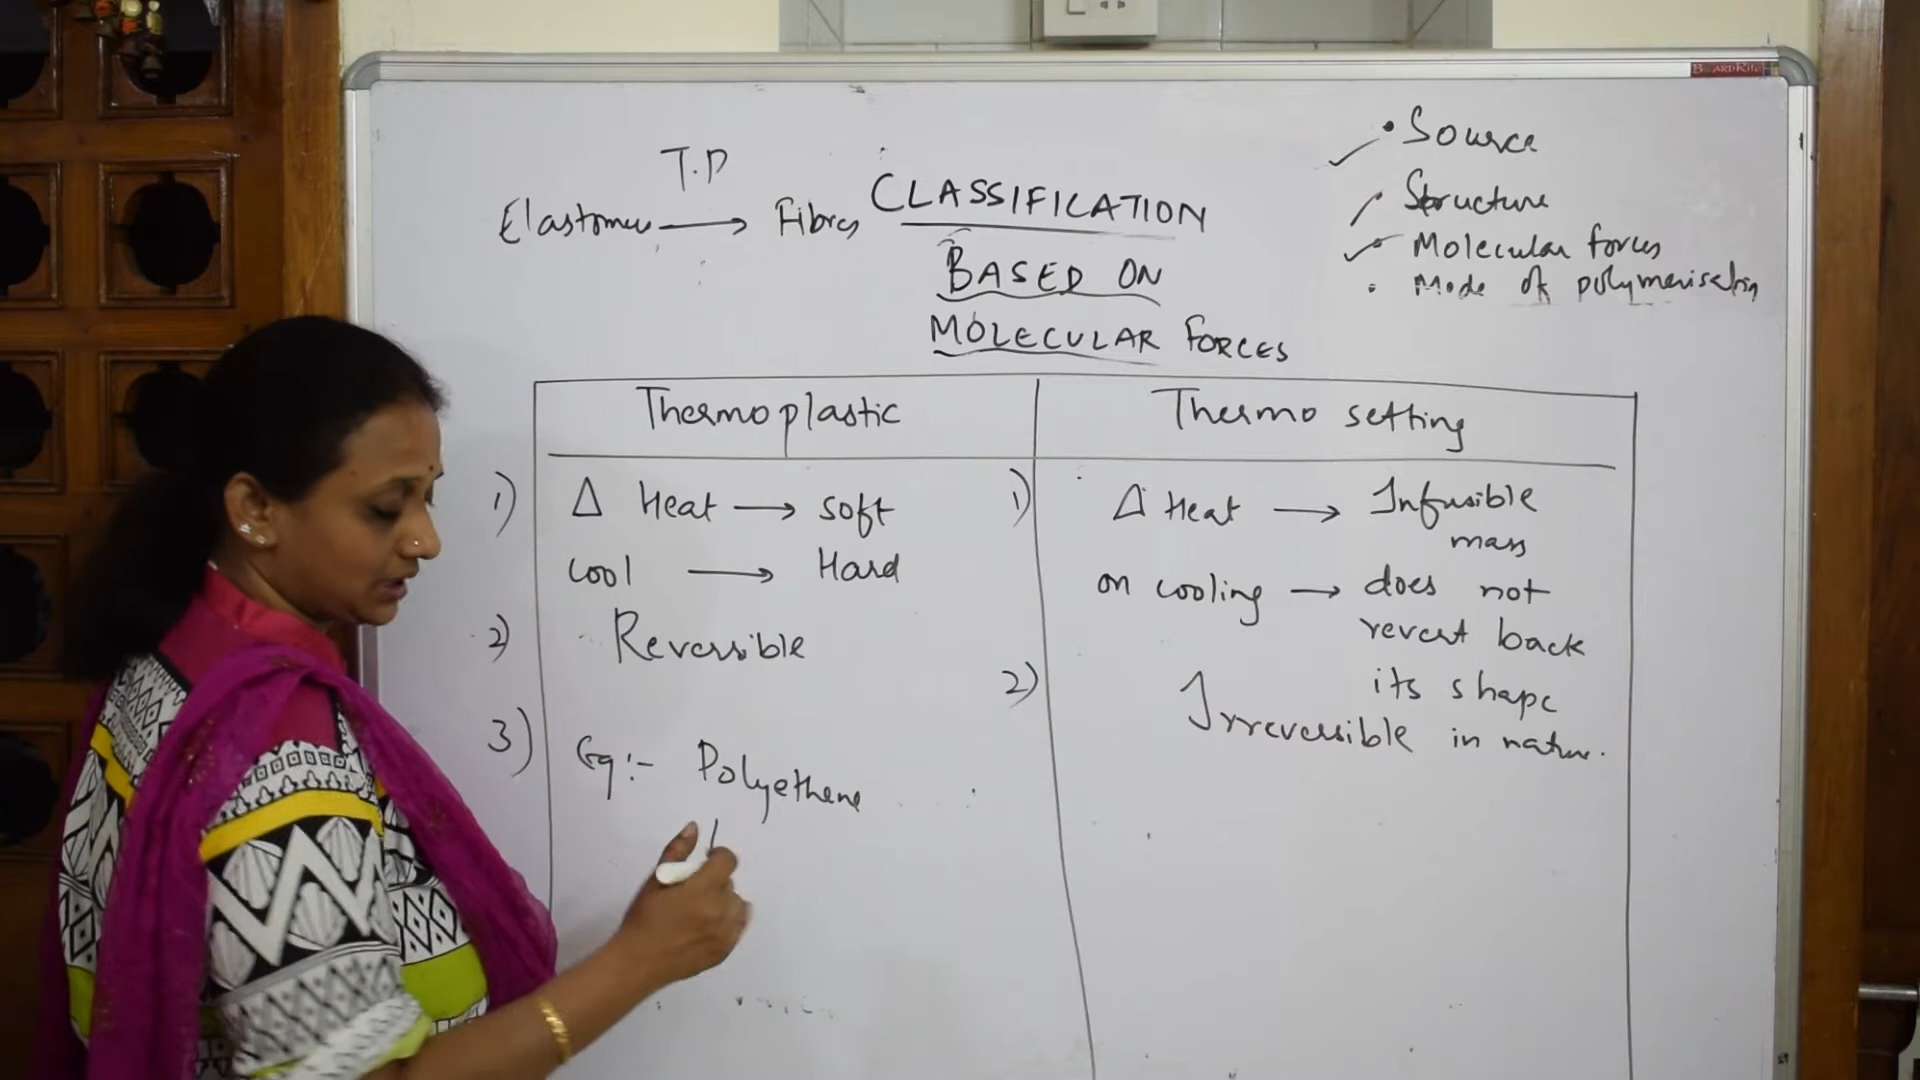 T.P
Elastomers → Fibres
CLASSIFICATION
BASED ON
MOLECULAR FORCES
• Source
Structure
Molecular forces
• Mode of polymerisation
Thermoplastic
1) Δ Heat → soft
cool → Hard
2) Reversible
3) Eg:- Polyethene
Thermo setting
1) Δ Heat → Infusible
mass
on cooling → does not
revert back
its shape
2) Irreversible in nature.